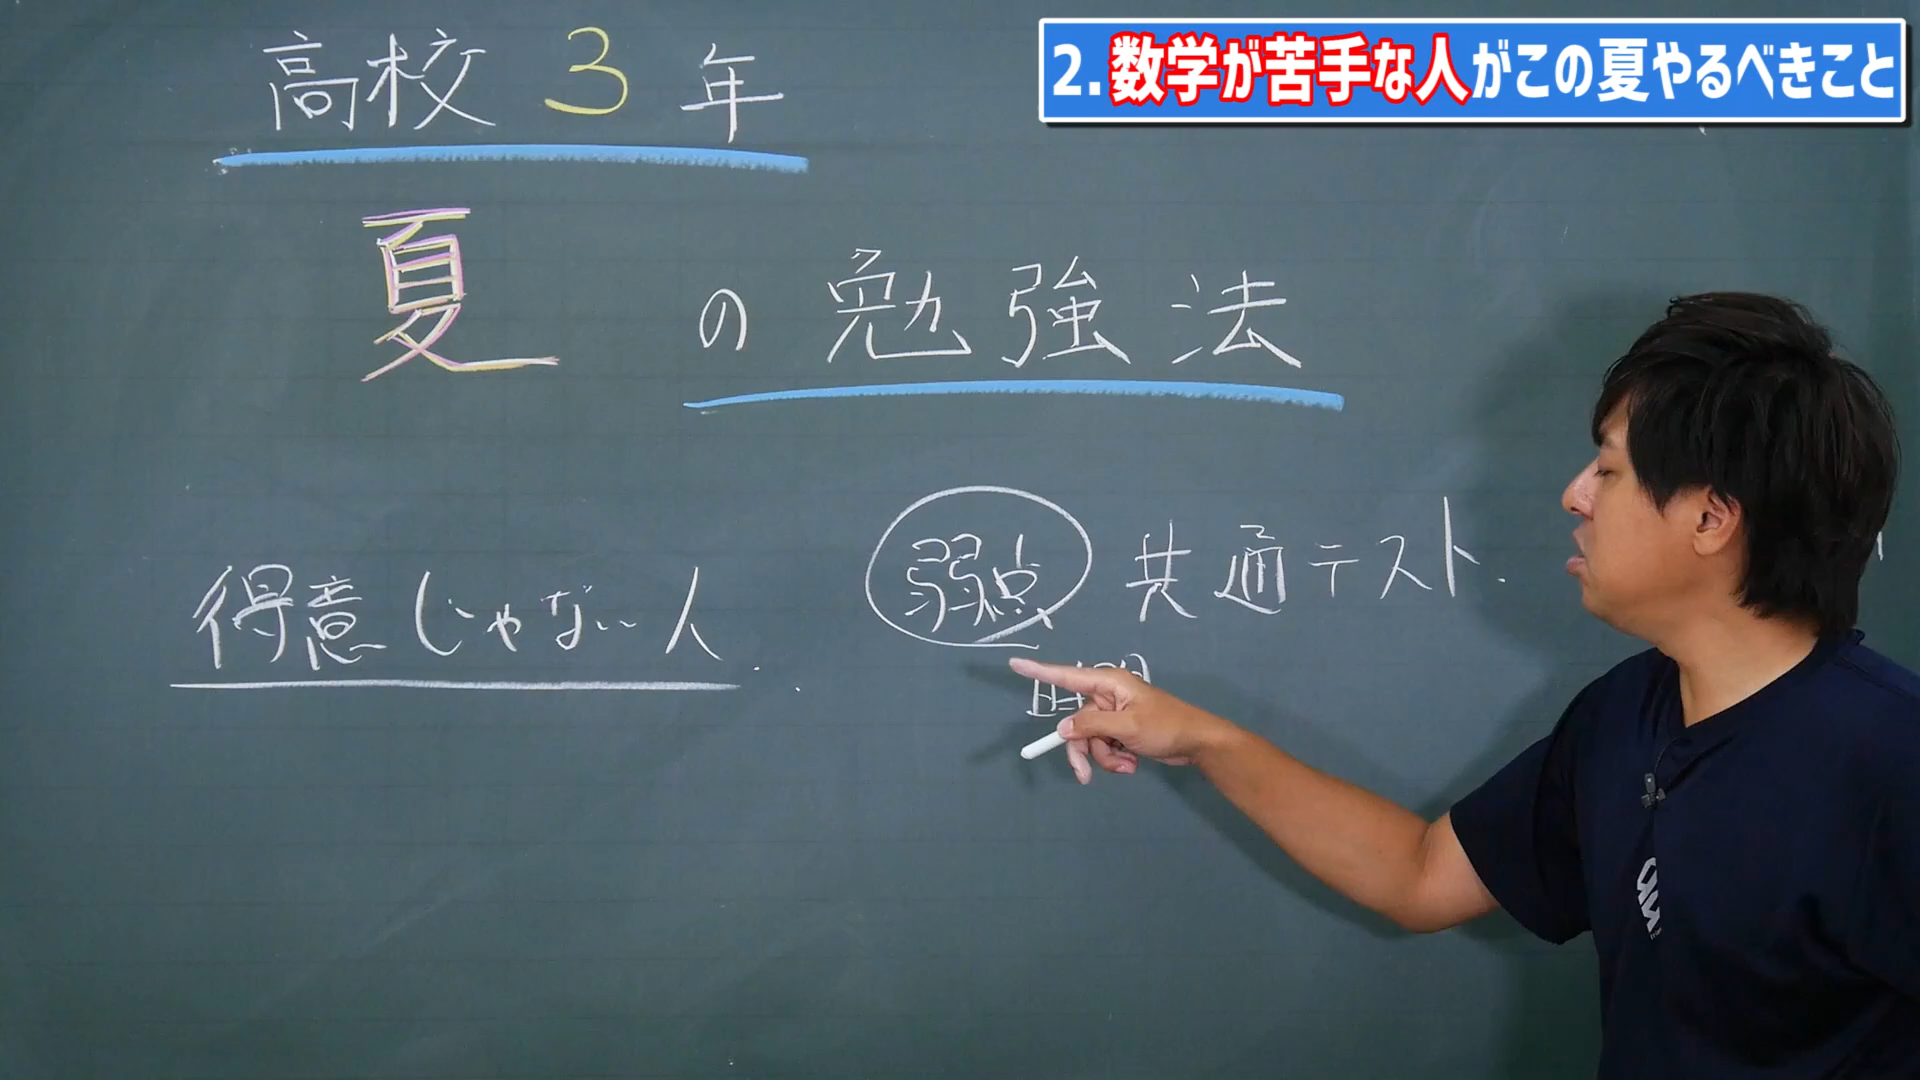 2.数学が苦手な人がこの夏やるべきこと
高校3年
夏の勉強法
得意じゃない人.
弱点 共通テスト.